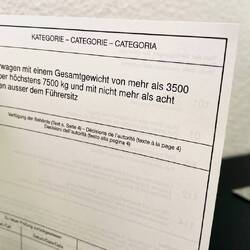 KATEGORIE – CATEGORIE – CATEGORIA
wagen mit einem Gesamtgewicht von mehr als 3500
höchstens 7500 kg und mit nicht mehr als acht
ausser dem Führersitz
Verfügung der Behörde (Text s. Seite 4) - Décisions de l'autorité (texte à la page 4)
Decisioni dell'autorità (testo alla pagina 4)